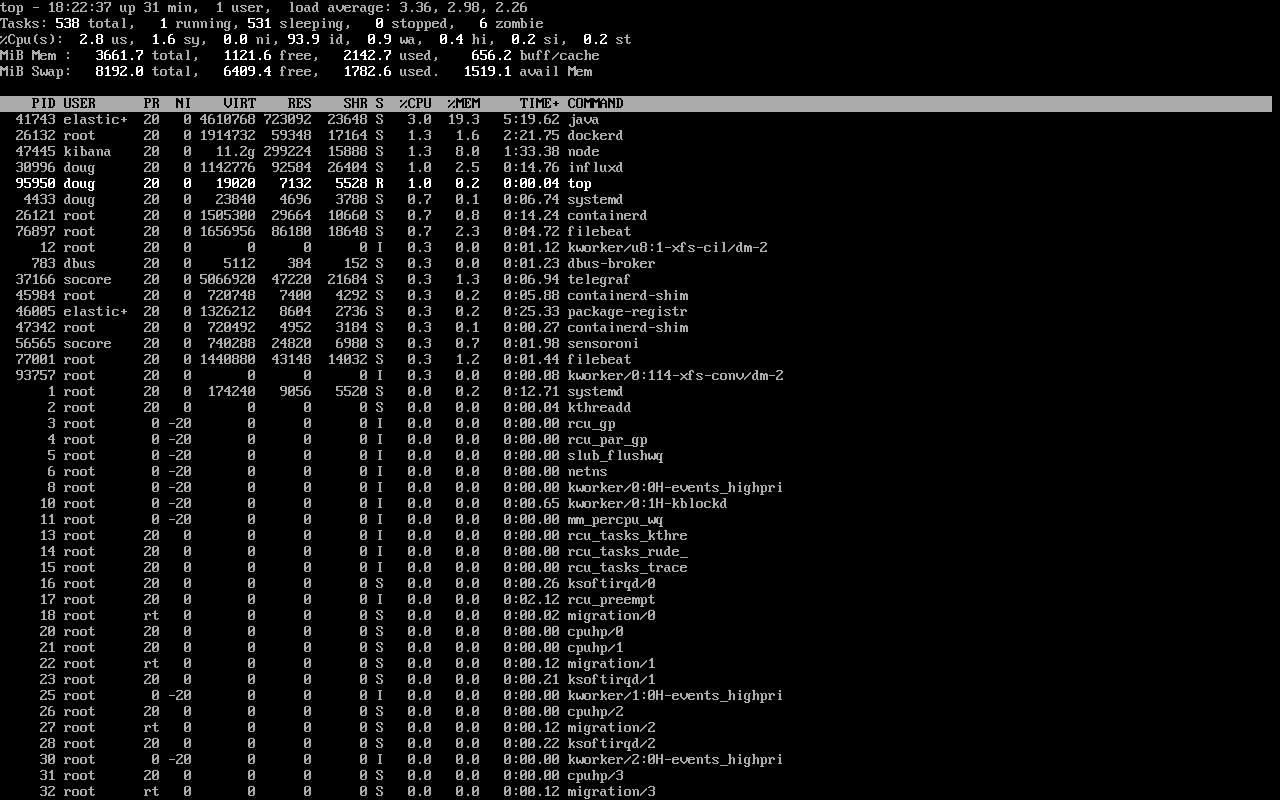 top - 18:22:37 up 31 min,  1 user,  load average: 3.36, 2.98, 2.26
Tasks: 538 total,   1 running, 531 sleeping,   0 stopped,   6 zombie
%Cpu(s):  2.8 us,  1.6 sy,  0.0 ni, 93.9 id,  0.9 wa,  0.4 hi,  0.2 si,  0.2 st
MiB Mem :   3661.7 total,   1121.6 free,   2142.7 used,    656.2 buff/cache
MiB Swap:   8192.0 total,   6409.4 free,   1782.6 used.   1519.1 avail Mem
PID USER      PR  NI    VIRT    RES    SHR S  %CPU  %MEM     TIME+ COMMAND
41743 elastic+  20   0 4610768 723092  23648 S   3.0  19.3   5:19.62 java
26132 root      20   0 1914732  59348  17164 S   1.3   1.6   2:21.75 dockerd
47445 kibana    20   0   11.2g 299224  15888 S   1.3   8.0   1:33.38 node
30996 doug      20   0 1142776  92584  26404 S   1.0   2.5   0:14.76 influxd
95950 doug      20   0   19020   7132   5528 R   1.0   0.2   0:00.04 top
4433 doug      20   0   23840   4696   3788 S   0.7   0.1   0:06.74 systemd
26121 root      20   0 1505300  29664  10660 S   0.7   0.8   0:14.24 containerd
76897 root      20   0 1656956  86180  18648 S   0.7   2.3   0:04.72 filebeat
12 root      20   0       0      0      0 I   0.3   0.0   0:01.12 kworker/u8:1-xfs-cil/dm-2
783 dbus      20   0    5112    384    152 S   0.3   0.0   0:01.23 dbus-broker
37166 socore    20   0 5066920  47220  21684 S   0.3   1.3   0:06.94 telegraf
45984 root      20   0  720748   7400   4292 S   0.3   0.2   0:05.88 containerd-shim
46005 elastic+  20   0 1326212   8604   2736 S   0.3   0.2   0:25.33 package-registr
47342 root      20   0  720492   4952   3184 S   0.3   0.1   0:00.27 containerd-shim
56565 socore    20   0  740288  24820   6980 S   0.3   0.7   0:01.98 sensoroni
77001 root      20   0 1440880  43148  14032 S   0.3   1.2   0:01.44 filebeat
93757 root      20   0       0      0      0 I   0.3   0.0   0:00.08 kworker/0:114-xfs-conv/dm-2
1 root      20   0  174240   9056   5520 S   0.0   0.2   0:12.71 systemd
2 root      20   0       0      0      0 S   0.0   0.0   0:00.04 kthreadd
3 root       0 -20       0      0      0 I   0.0   0.0   0:00.00 rcu_gp
4 root       0 -20       0      0      0 I   0.0   0.0   0:00.00 rcu_par_gp
5 root       0 -20       0      0      0 I   0.0   0.0   0:00.00 slub_flushwq
6 root       0 -20       0      0      0 I   0.0   0.0   0:00.00 netns
8 root       0 -20       0      0      0 I   0.0   0.0   0:00.00 kworker/0:0H-events_highpri
10 root       0 -20       0      0      0 I   0.0   0.0   0:00.65 kworker/0:1H-kblockd
11 root       0 -20       0      0      0 I   0.0   0.0   0:00.00 mm_percpu_wq
13 root      20   0       0      0      0 I   0.0   0.0   0:00.00 rcu_tasks_kthre
14 root      20   0       0      0      0 I   0.0   0.0   0:00.00 rcu_tasks_rude_
15 root      20   0       0      0      0 I   0.0   0.0   0:00.00 rcu_tasks_trace
16 root      20   0       0      0      0 S   0.0   0.0   0:00.26 ksoftirqd/0
17 root      20   0       0      0      0 I   0.0   0.0   0:02.12 rcu_preempt
18 root      rt   0       0      0      0 S   0.0   0.0   0:00.02 migration/0
20 root      20   0       0      0      0 S   0.0   0.0   0:00.00 cpuhp/0
21 root      20   0       0      0      0 S   0.0   0.0   0:00.00 cpuhp/1
22 root      rt   0       0      0      0 S   0.0   0.0   0:00.12 migration/1
23 root      20   0       0      0      0 S   0.0   0.0   0:00.21 ksoftirqd/1
25 root       0 -20       0      0      0 I   0.0   0.0   0:00.00 kworker/1:0H-events_highpri
26 root      20   0       0      0      0 S   0.0   0.0   0:00.00 cpuhp/2
27 root      rt   0       0      0      0 S   0.0   0.0   0:00.12 migration/2
28 root      20   0       0      0      0 S   0.0   0.0   0:00.22 ksoftirqd/2
30 root       0 -20       0      0      0 I   0.0   0.0   0:00.00 kworker/2:0H-events_highpri
31 root      20   0       0      0      0 S   0.0   0.0   0:00.00 cpuhp/3
32 root      rt   0       0      0      0 S   0.0   0.0   0:00.12 migration/3